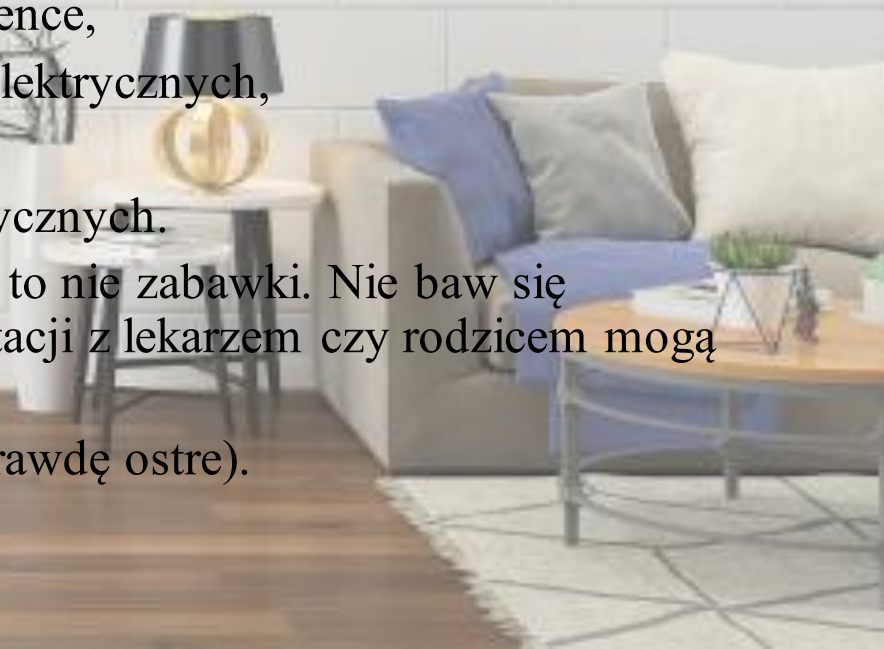 ence,
lektrycznych,
ycznych.
to nie zabawki. Nie baw się
tacji z lekarzem czy rodzicem mogą
rawdę ostre).